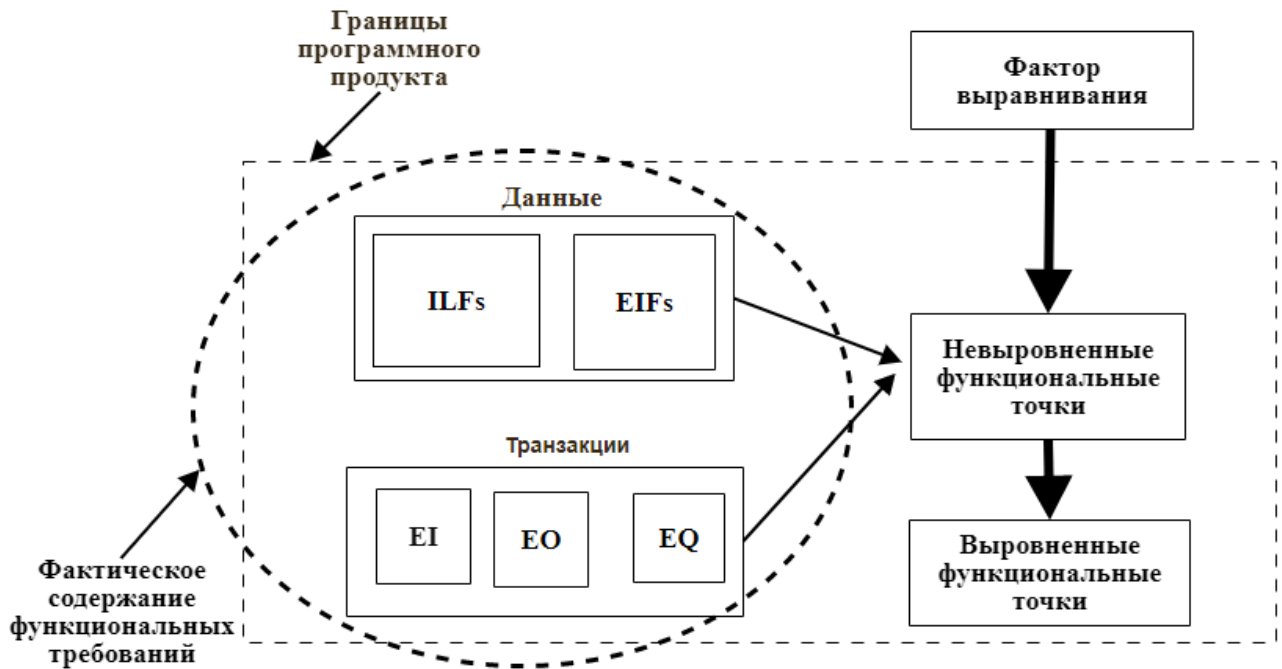 Границы
программного
продукта
Фактор
выравнивания
Данные
ILFs
EIFs
Невыровненные
функциональные
точки
Транзакции
EI
EO
EQ
Выровненные
функциональные
точки
Фактическое
содержание
функциональных
требований